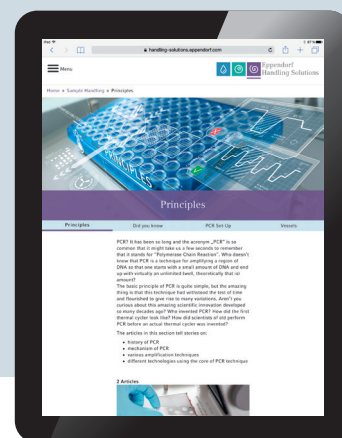 iPad
87%
handling-solutions.eppendorf.com
Menu
Eppendorf
Handling Solutions
Home » Sample Handling » Principles
Principles
Principles Did you know PCR Set Up Vessels
PCR? It has been so long and the acronym „PCR" is so
common that it might take us a few seconds to remember
that it stands for "Polymerase Chain Reaction". Who doesn't
know that PCR is a technique for amplifying a region of
DNA so that one starts with a small amount of DNA and end
up with virtually an unlimited (well, theoretically that is)
amount?
The basic principle of PCR is quite simple, but the amazing
thing is that this technique had withstood the test of time
and flourished to give rise to many variations. Aren't you
curious about this amazing scientific innovation developed
so many decades ago? Who invented PCR? How did the first
thermal cycler look like? How did scientists of old perform
PCR before an actual thermal cycler was invented?
The articles in this section tell stories on:
• history of PCR
• mechanism of PCR
• various amplification techniques
• different technologies using the core of PCR technique
2 Articles